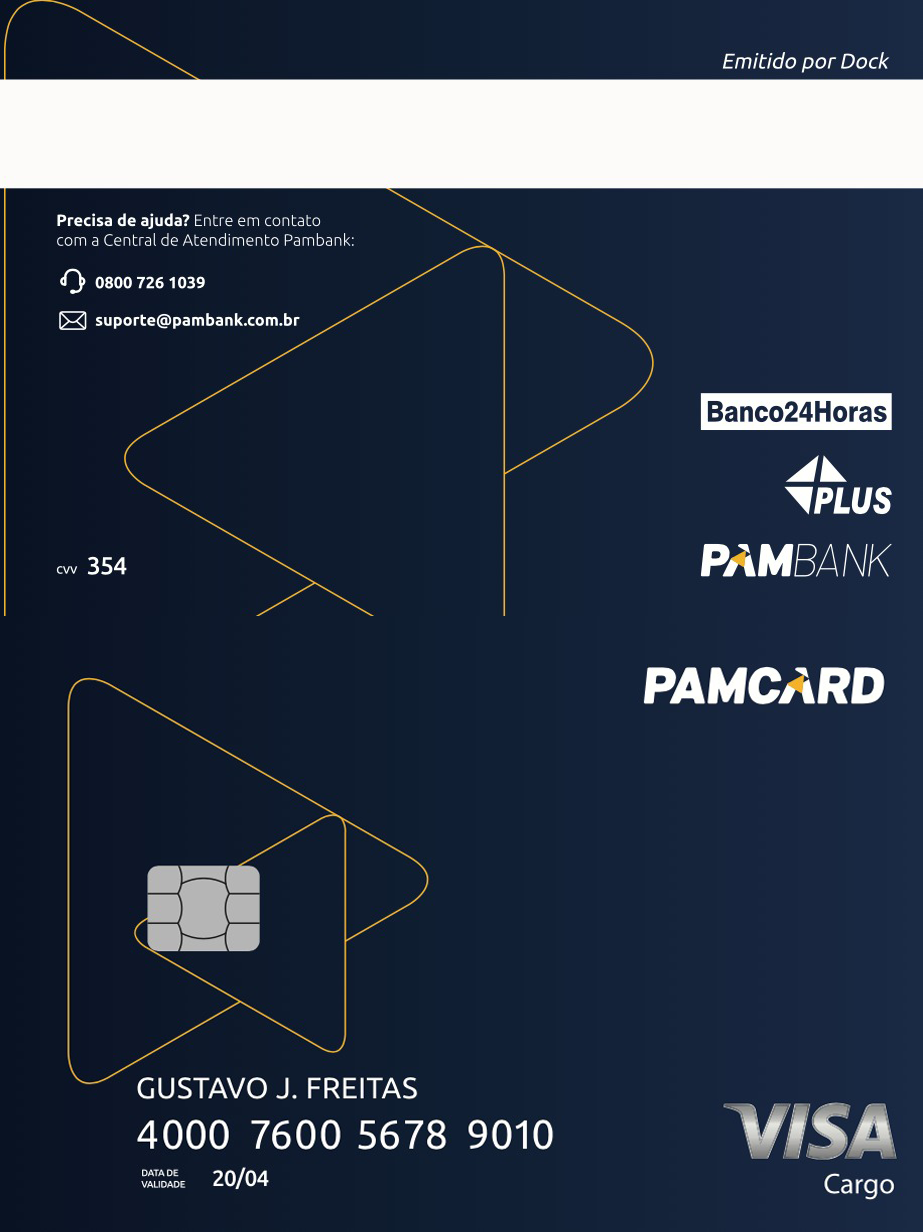 Emitido por Dock
Precisa de ajuda? Entre em contato
com a Central de Atendimento Pambank:
0800 726 1039
suporte@pambank.com.br
Banco24Horas
PLUS
PAMBANK
CVV 354
PAMCARD
GUSTAVO J. FREITAS
4000 7600 5678 9010
DATA DE
VALIDADE 20/04
VISA
Cargo